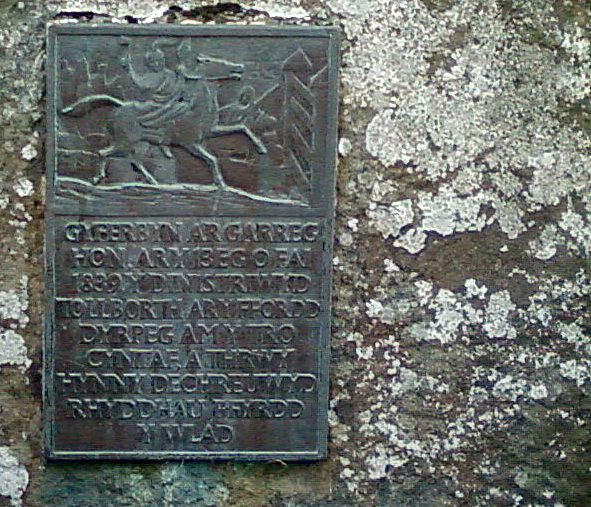 GYFERBYN A'R GARREG
HON, AR Y 13EG O FAI
1839, Y DINISTRIWYD
TOLLBORTH, AR Y FFORDD
DYRPEG AM Y TRO
CYNTAF. A THRWY
HYNNY DECHREUWYD
RHYDDHAU FFYRDD
Y WLAD